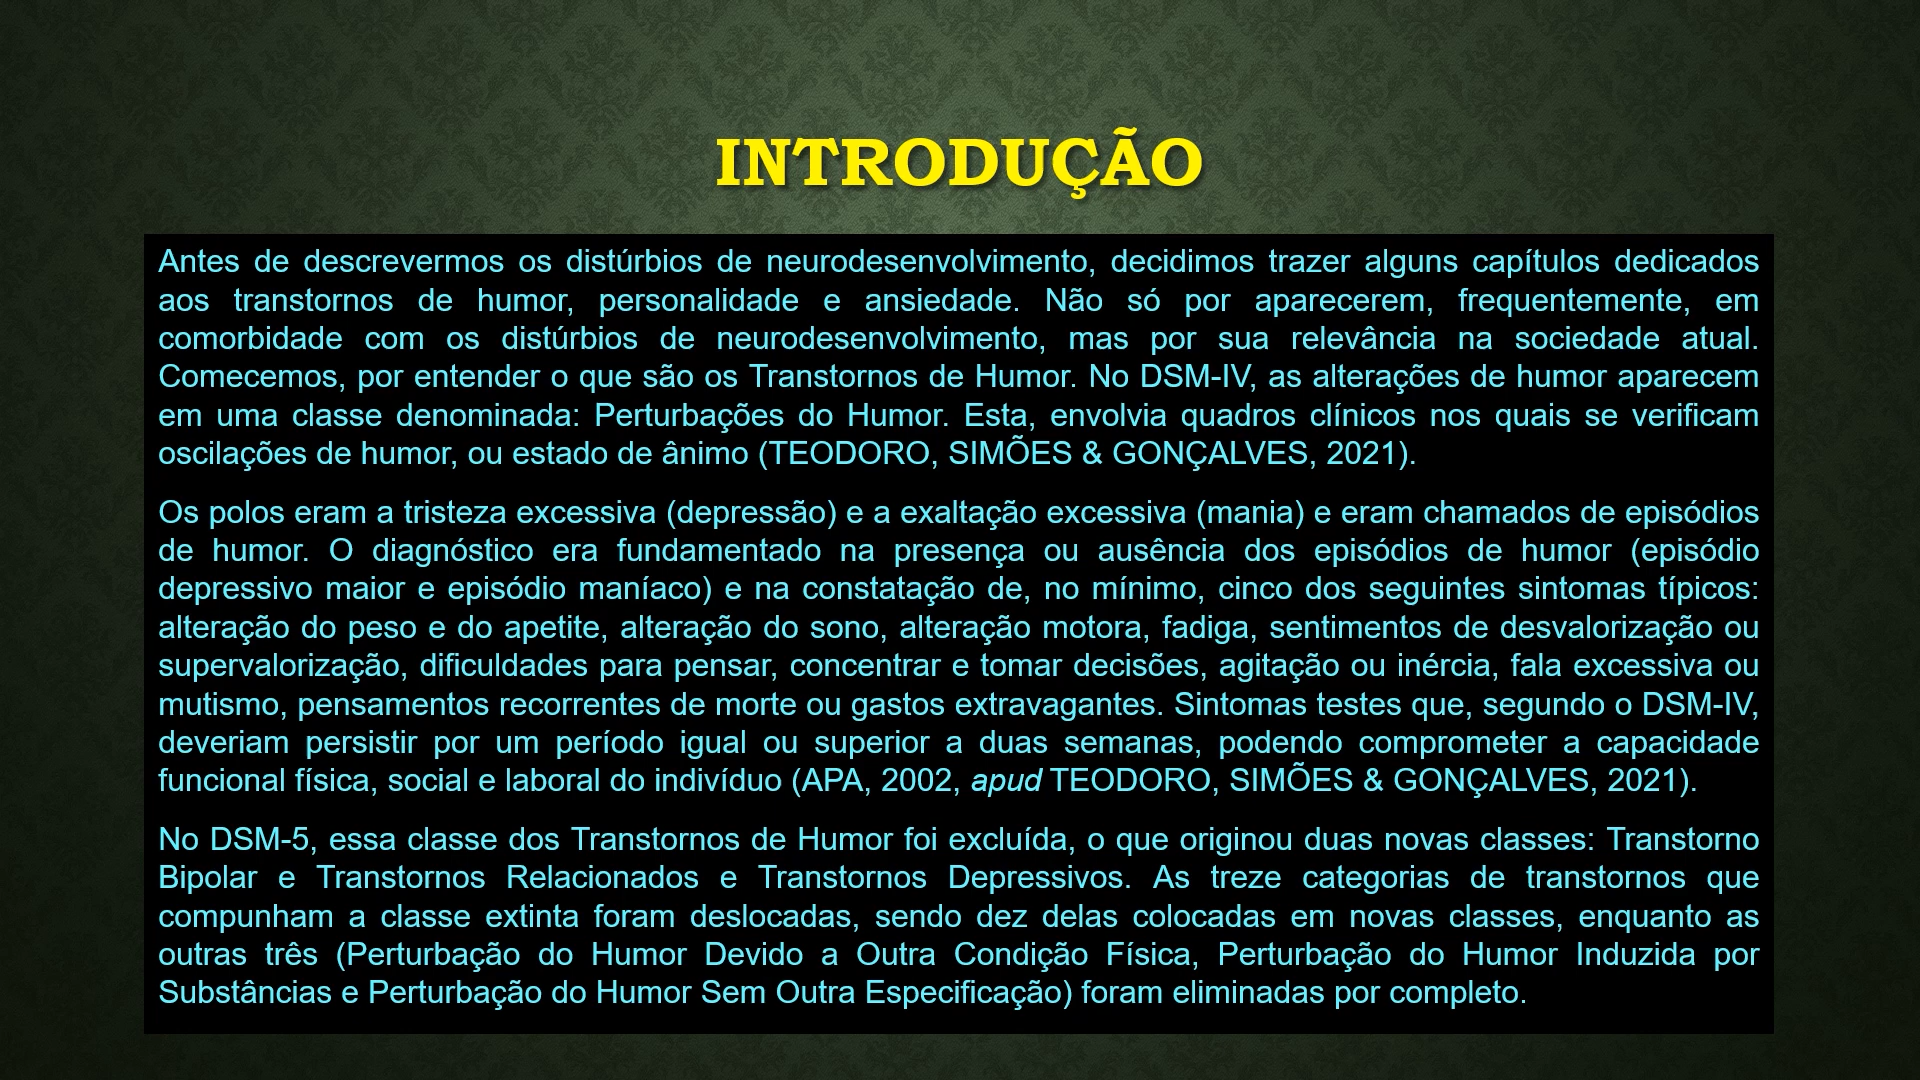 INTRODUÇÃO
Antes de descrevermos os distúrbios de neurodesenvolvimento, decidimos trazer alguns capítulos dedicados
aos transtornos de humor, personalidade e ansiedade. Não só por aparecerem, frequentemente, em
comorbidade com os distúrbios de neurodesenvolvimento, mas por sua relevância na sociedade atual.
Comecemos, por entender o que são os Transtornos de Humor. No DSM-IV, as alterações de humor aparecem
em uma classe denominada: Perturbações do Humor. Esta, envolvia quadros clínicos nos quais se verificam
oscilações de humor, ou estado de ânimo (TEODORO, SIMÕES & GONÇALVES, 2021).
Os polos eram a tristeza excessiva (depressão) e a exaltação excessiva (mania) e eram chamados de episódios
de humor. O diagnóstico era fundamentado na presença ou ausência dos episódios de humor (episódio
depressivo maior e episódio maníaco) e na constatação de, no mínimo, cinco dos seguintes sintomas típicos:
alteração do peso e do apetite, alteração do sono, alteração motora, fadiga, sentimentos de desvalorização ou
supervalorização, dificuldades para pensar, concentrar e tomar decisões, agitação ou inércia, fala excessiva ou
mutismo, pensamentos recorrentes de morte ou gastos extravagantes. Sintomas testes que, segundo o DSM-IV,
deveriam persistir por um período igual ou superior a duas semanas, podendo comprometer a capacidade
funcional física, social e laboral do indivíduo (APA, 2002, apud TEODORO, SIMÕES & GONÇALVES, 2021).
No DSM-5, essa classe dos Transtornos de Humor foi excluída, o que originou duas novas classes: Transtorno
Bipolar e Transtornos Relacionados e Transtornos Depressivos. As treze categorias de transtornos que
compunham a classe extinta foram deslocadas, sendo dez delas colocadas em novas classes, enquanto as
outras três (Perturbação do Humor Devido a Outra Condição Física, Perturbação do Humor Induzida por
Substâncias e Perturbação do Humor Sem Outra Especificação) foram eliminadas por completo.